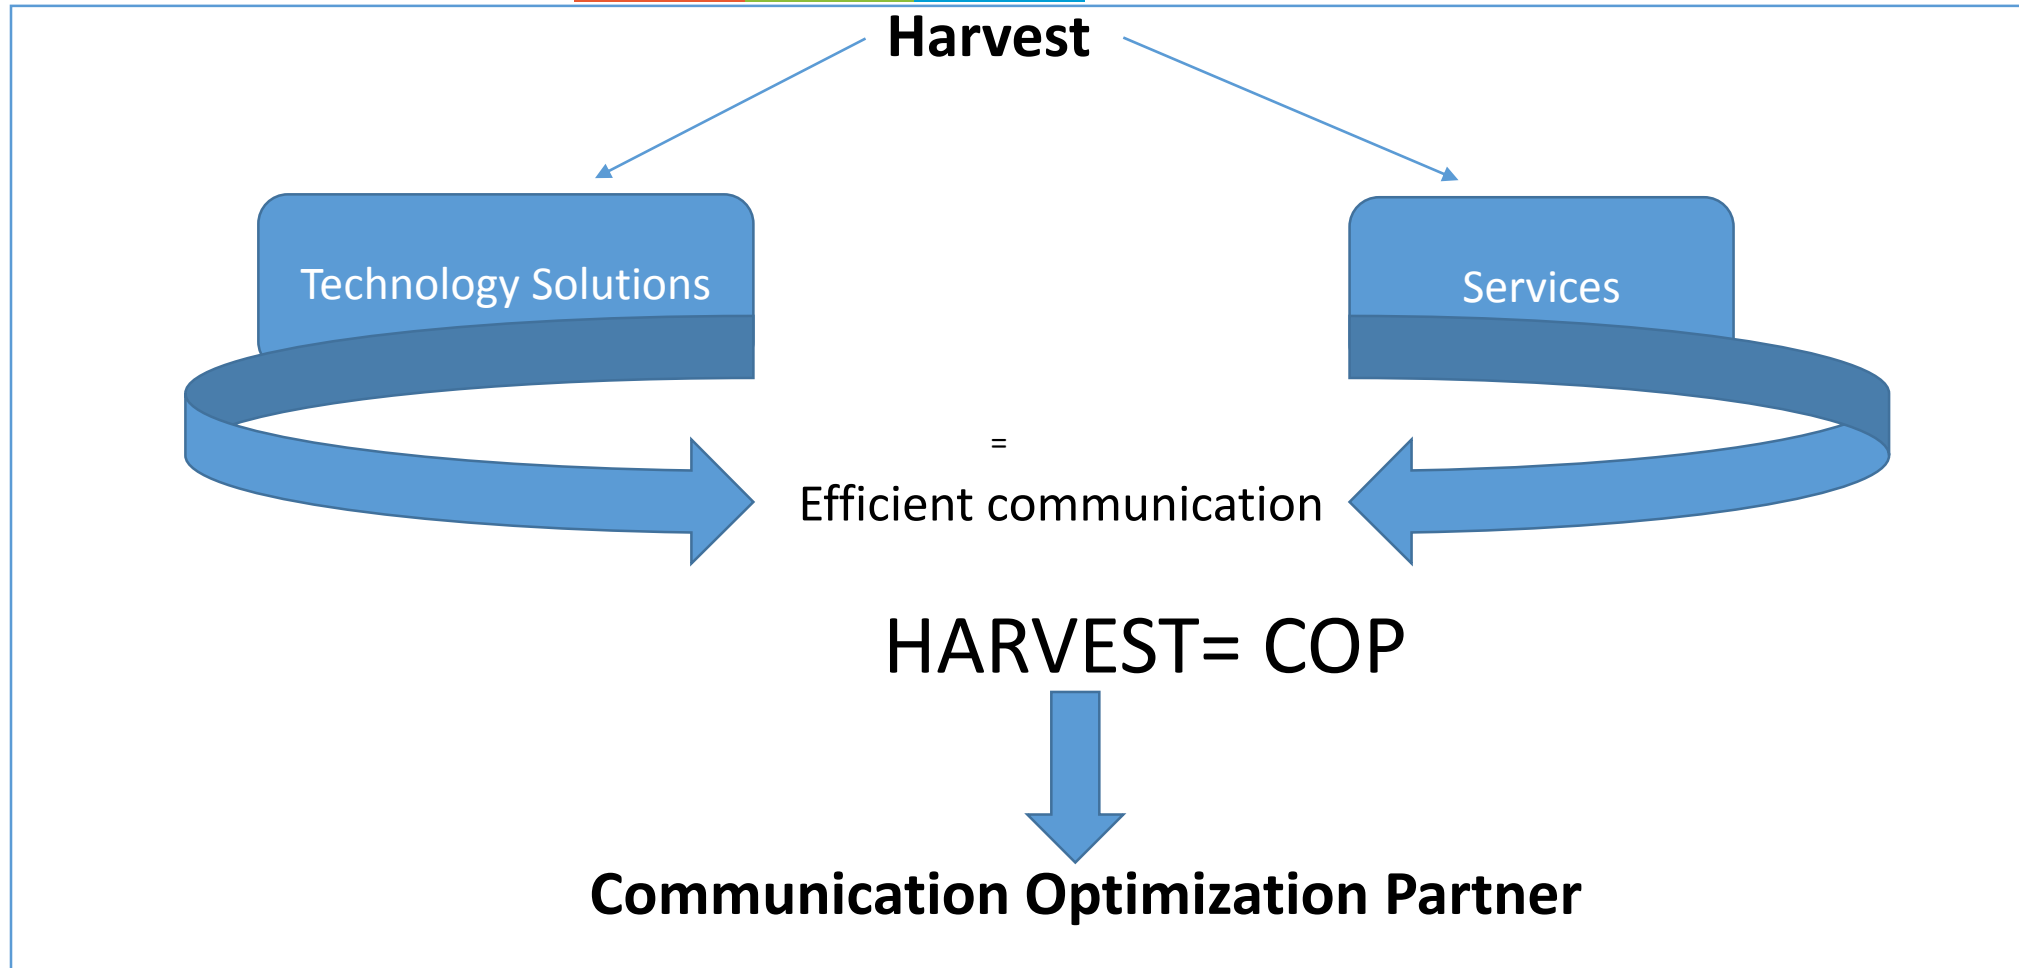 Harvest
Technology Solutions
Services
=
Efficient communication
HARVEST= COP
Communication Optimization Partner